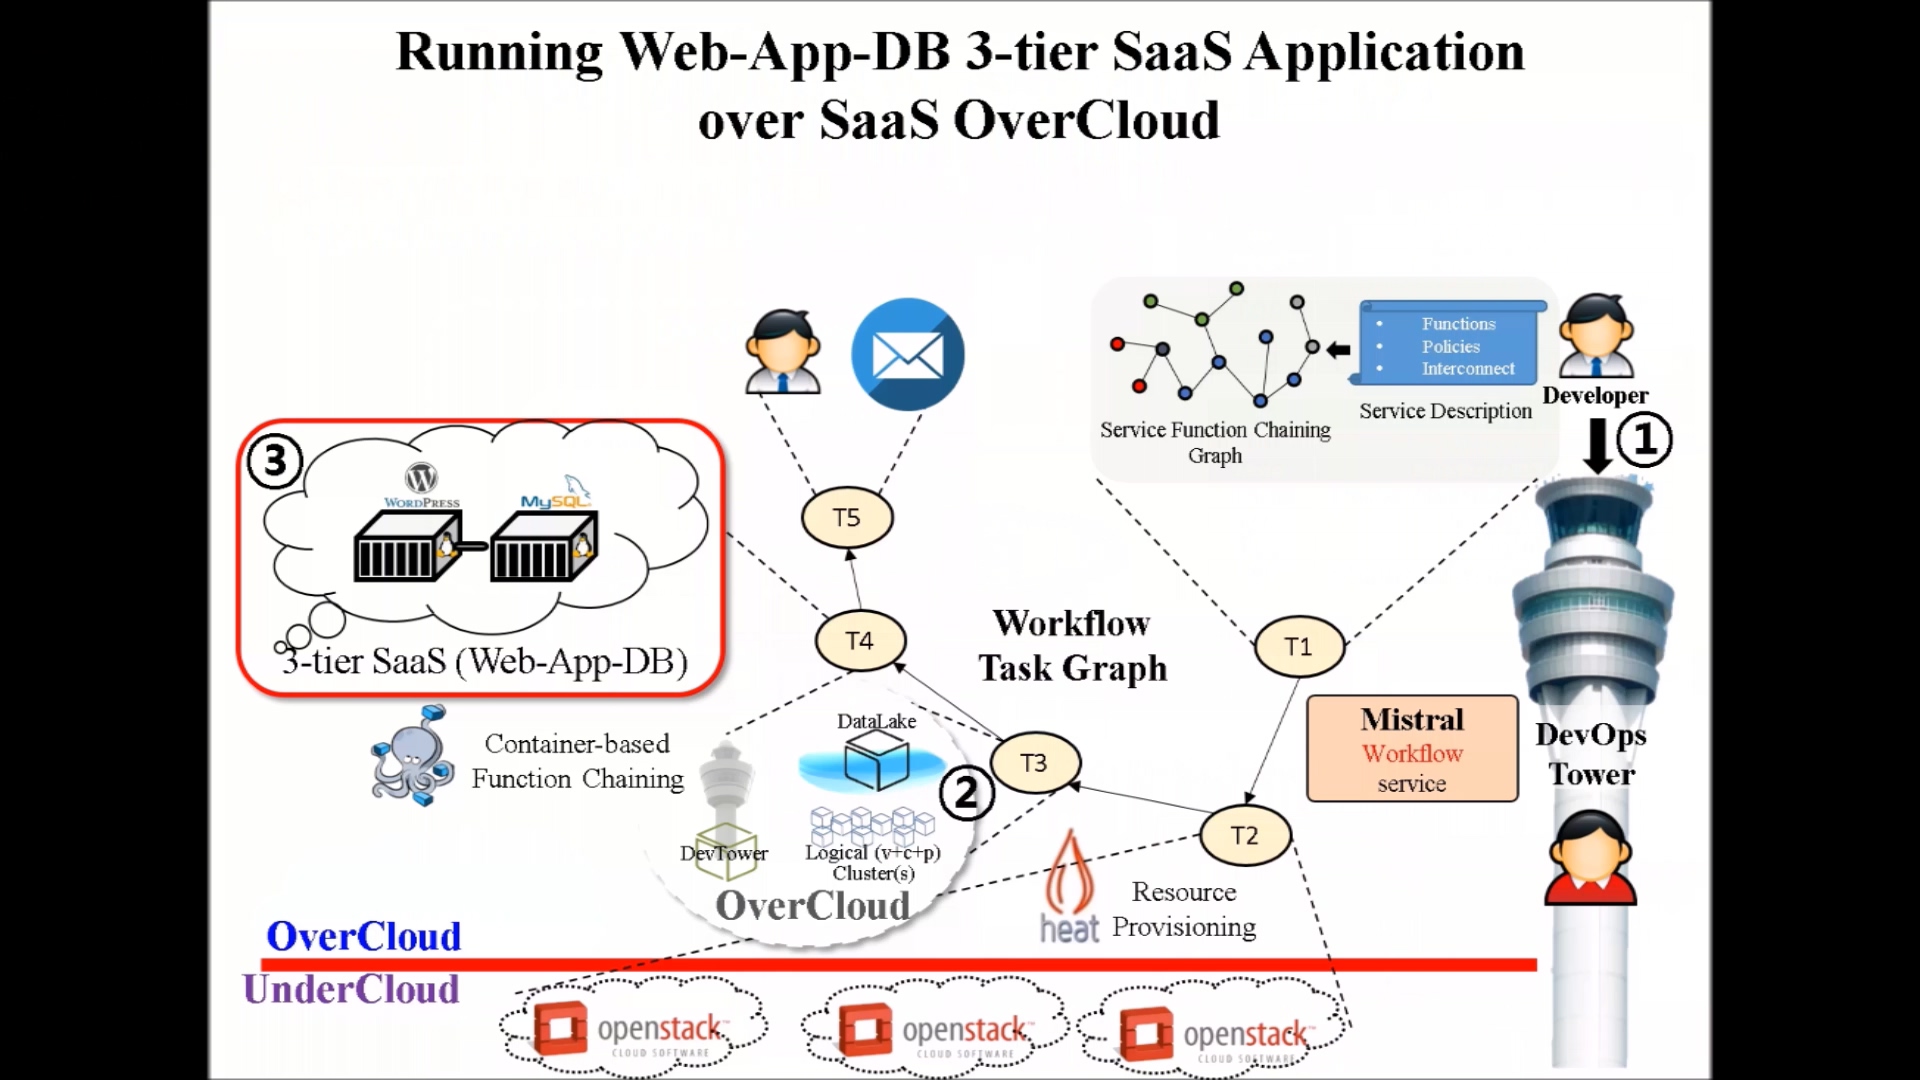 Running Web-App-DB 3-tier SaaS Application
over SaaS OverCloud
Functions
Policies
Interconnect
Developer
Service Description
Service Function Chaining
Graph
1
3
WORDPRESS
MySQL
3-tier SaaS (Web-App-DB)
T5
T4
Workflow
Task Graph
T1
Mistral
Workflow
service
DevOps
Tower
Container-based
Function Chaining
DataLake
T3
2
T2
DevTower
Logical (v+c+p)
Cluster(s)
OverCloud
heat
Resource
Provisioning
OverCloud
UnderCloud
openstack™
CLOUD SOFTWARE
openstack™
CLOUD SOFTWARE
openstack™
CLOUD SOFTWARE